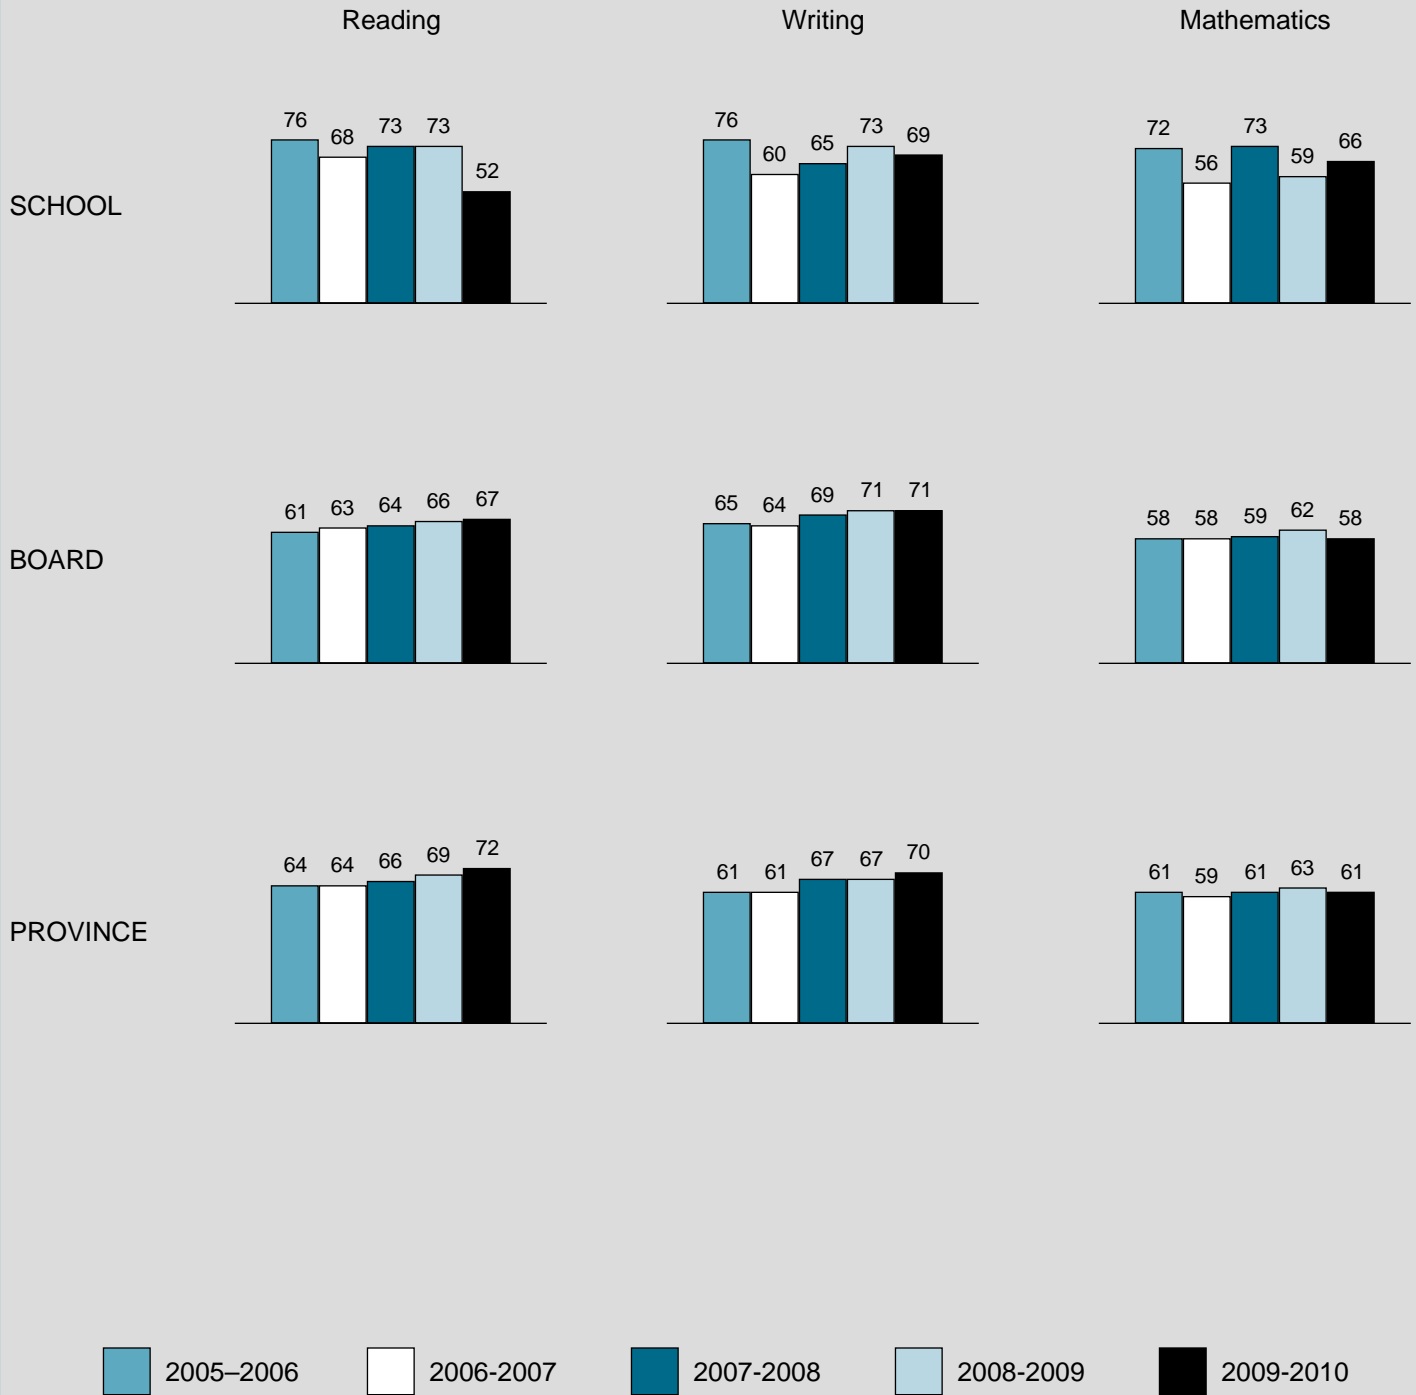 Reading Writing Mathematics
SCHOOL
76 68 73 73 52
76 60 65 73 69
72 56 73 59 66
BOARD
61 63 64 66 67
65 64 69 71 71
58 58 59 62 58
PROVINCE
64 64 66 69 72
61 61 67 67 70
61 59 61 63 61
2005–2006 2006-2007 2007-2008 2008-2009 2009-2010